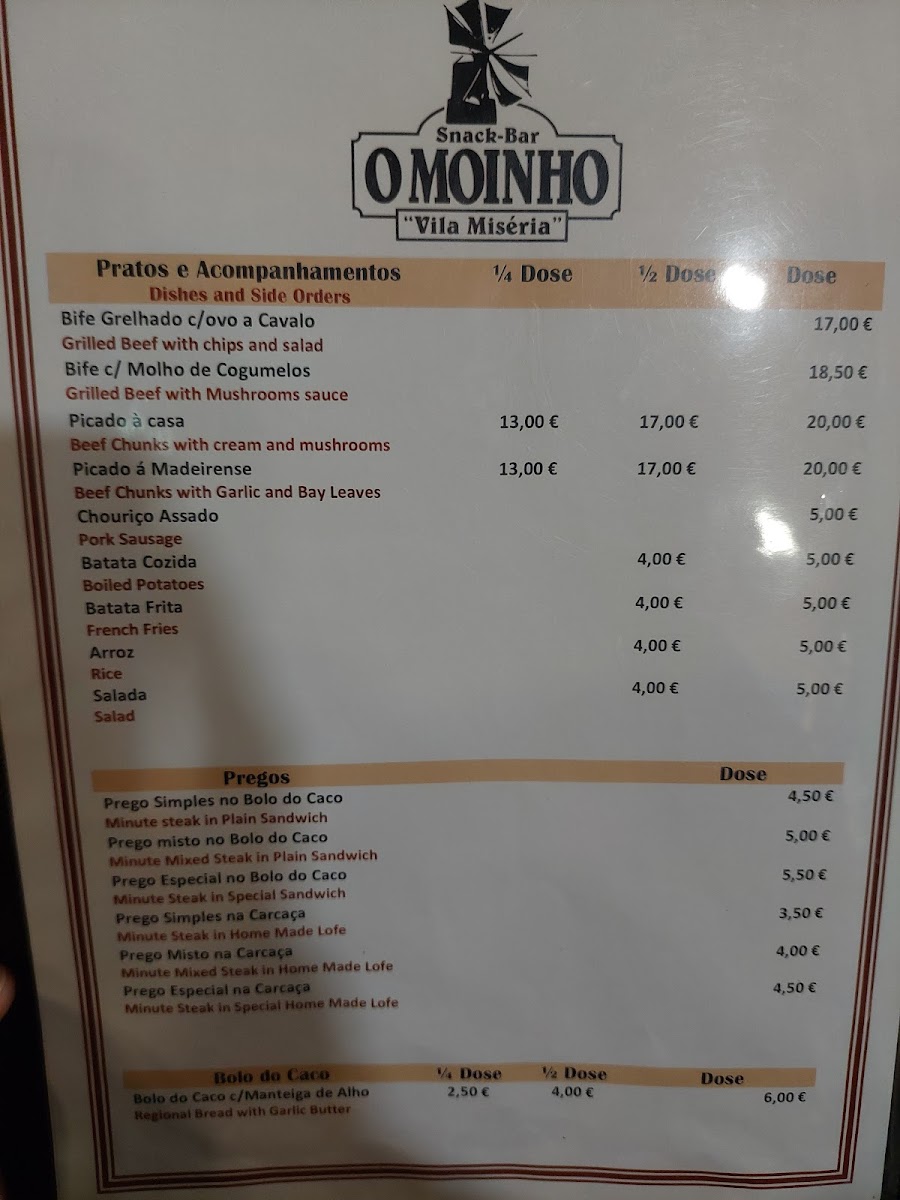 Snack-Bar
O MOINHO
"Vila Miséria"
Pratos e Acompanhamentos ¼ Dose ½ Dose Dose
Dishes and Side Orders
Bife Grelhado c/ovo a Cavalo 17,00 €
Grilled Beef with chips and salad
Bife c/ Molho de Cogumelos 18,50 €
Grilled Beef with Mushrooms sauce
Picado à casa 13,00 € 17,00 € 20,00 €
Beef Chunks with cream and mushrooms
Picado á Madeirense 13,00 € 17,00 € 20,00 €
Beef Chunks with Garlic and Bay Leaves
Chouriço Assado 5,00 €
Pork Sausage
Batata Cozida 4,00 € 5,00 €
Boiled Potatoes
Batata Frita 4,00 € 5,00 €
French Fries
Arroz 4,00 € 5,00 €
Rice
Salada 4,00 € 5,00 €
Salad
Pregos Dose
Prego Simples no Bolo do Caco 4,50 €
Minute steak in Plain Sandwich
Prego misto no Bolo do Caco 5,00 €
Minute Mixed Steak in Plain Sandwich
Prego Especial no Bolo do Caco 5,50 €
Minute Steak in Special Sandwich
Prego Simples na Carcaça 3,50 €
Minute Steak in Home Made Lofe
Prego Misto na Carcaça 4,00 €
Minute Mixed Steak in Home Made Lofe
Prego Especial na Carcaça 4,50 €
Minute Steak in Special Home Made Lofe
Bolo do Caco ¼ Dose ½ Dose Dose
Bolo do Caco c/Manteiga de Alho 2,50 € 4,00 € 6,00 €
Regional Bread with Garlic Butter